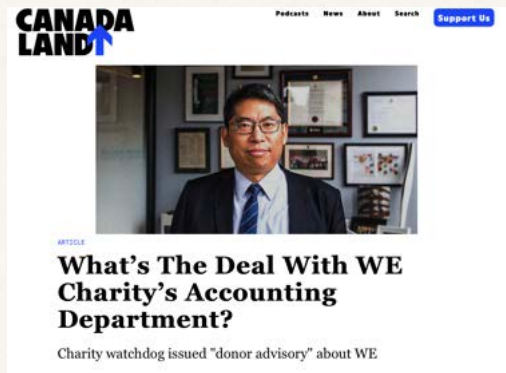 CANADA
LAND
Podcasts News About Search Support Us
ARTICLE
What’s The Deal With WE
Charity’s Accounting
Department?
Charity watchdog issued "donor advisory" about WE